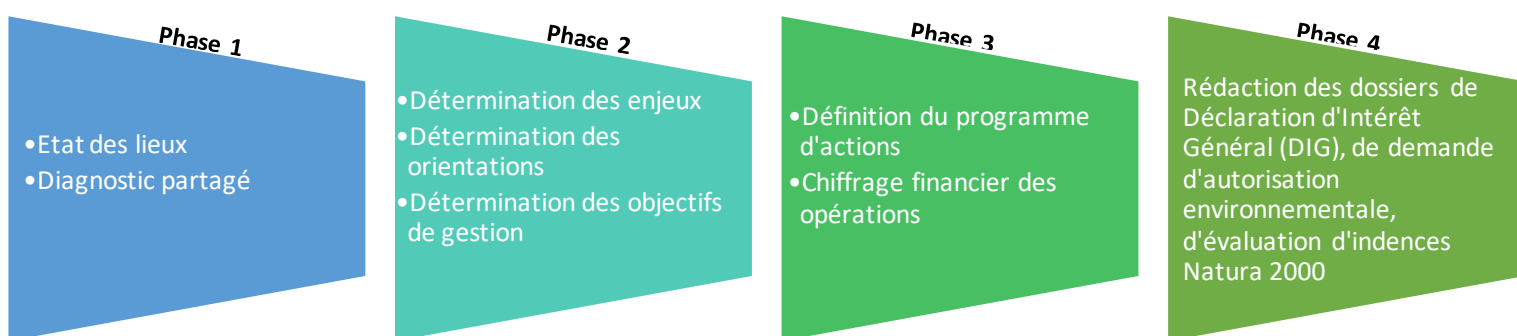 Phase 1
•Etat des lieux
•Diagnostic partagé
Phase 2
•Détermination des enjeux
•Détermination des
orientations
•Détermination des objectifs
de gestion
Phase 3
•Définition du programme
d'actions
•Chiffrage financier des
opérations
Phase 4
Rédaction des dossiers de
Déclaration d'Intérêt
Général (DIG), de demande
d'autorisation
environnementale,
d'évaluation d'indences
Natura 2000